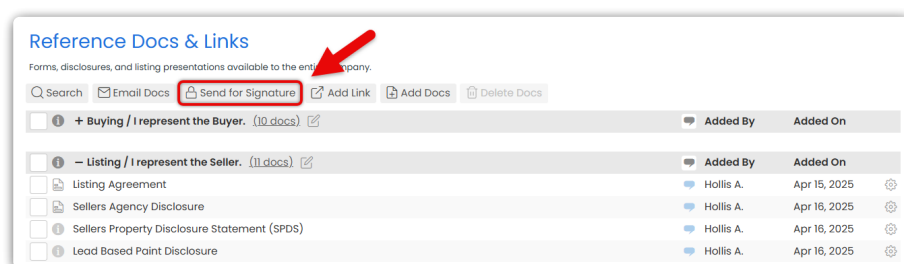 Reference Docs & Links
Forms, disclosures, and listing presentations available to the entire company.
Search Email Docs Send for Signature Add Link Add Docs Delete Docs
+ Buying / I represent the Buyer. (10 docs) Added By Added On
– Listing / I represent the Seller. (11 docs) Added By Added On
Listing Agreement Hollis A. Apr 15, 2025
Sellers Agency Disclosure Hollis A. Apr 16, 2025
Sellers Property Disclosure Statement (SPDS) Hollis A. Apr 16, 2025
Lead Based Paint Disclosure Hollis A. Apr 16, 2025